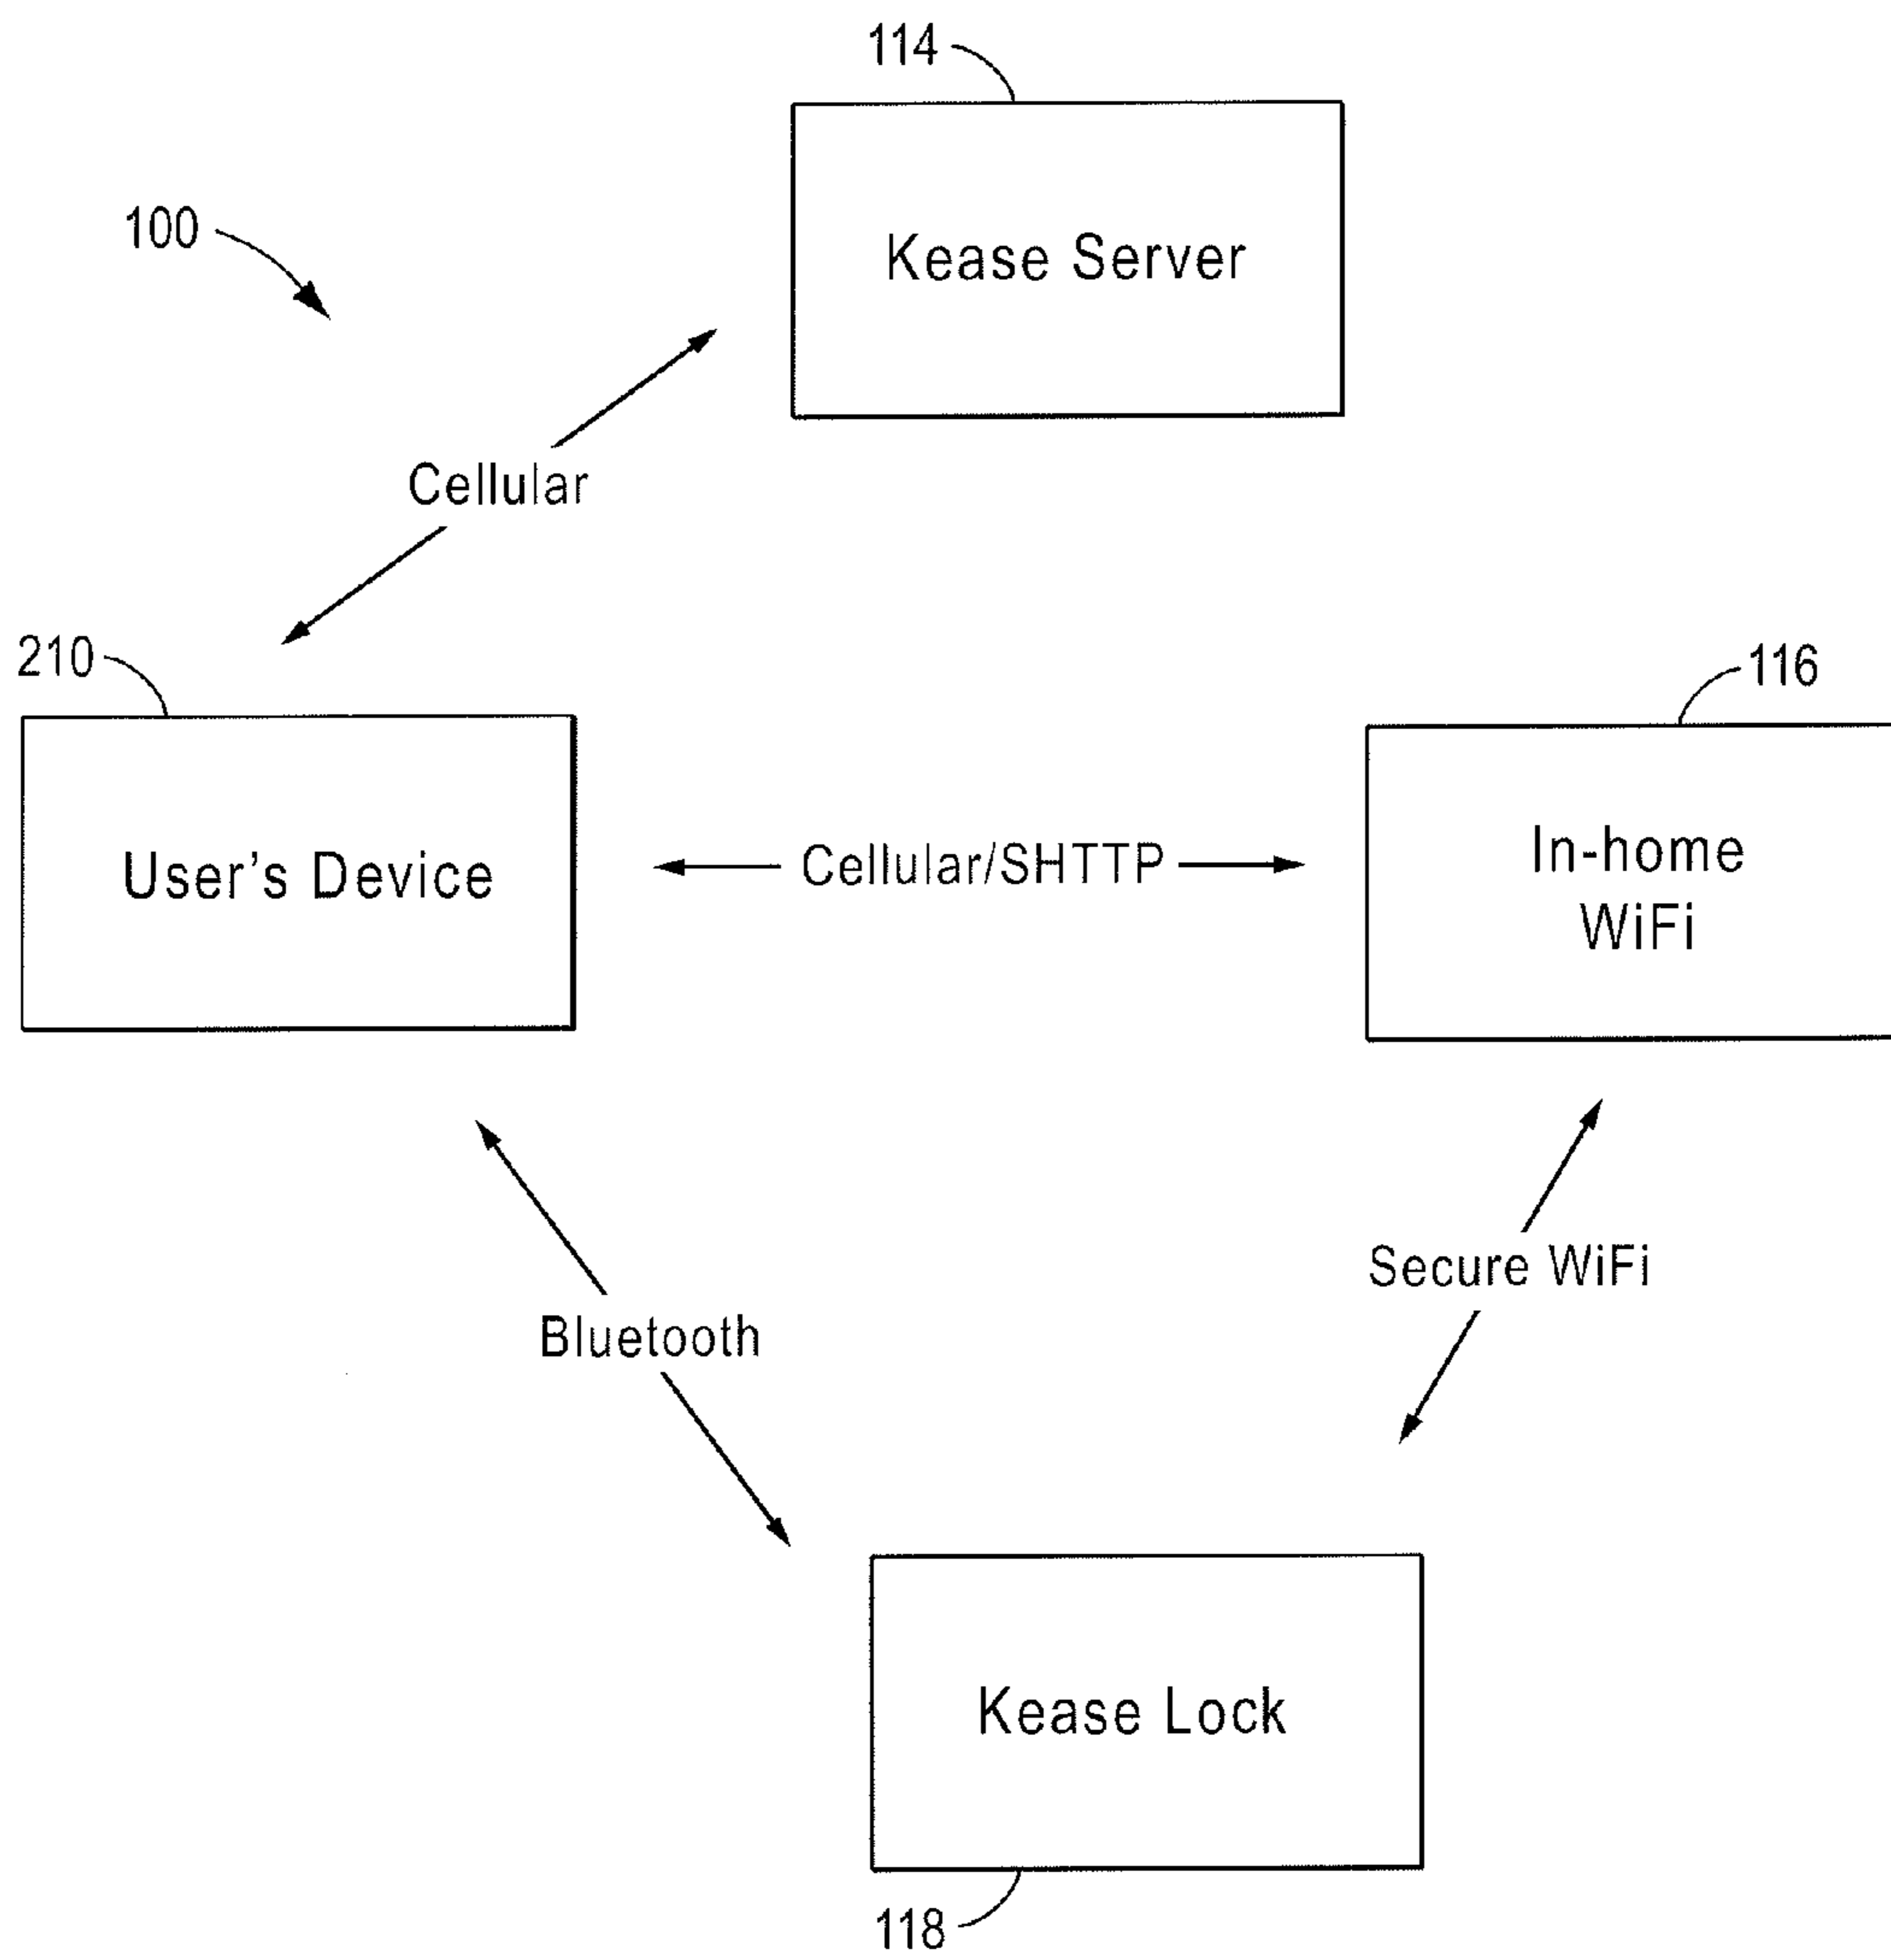 114
100
Kease Server
Cellular
210
116
User's Device
Cellular/SHTTP
In-home
WiFi
Secure WiFi
Bluetooth
Kease Lock
118